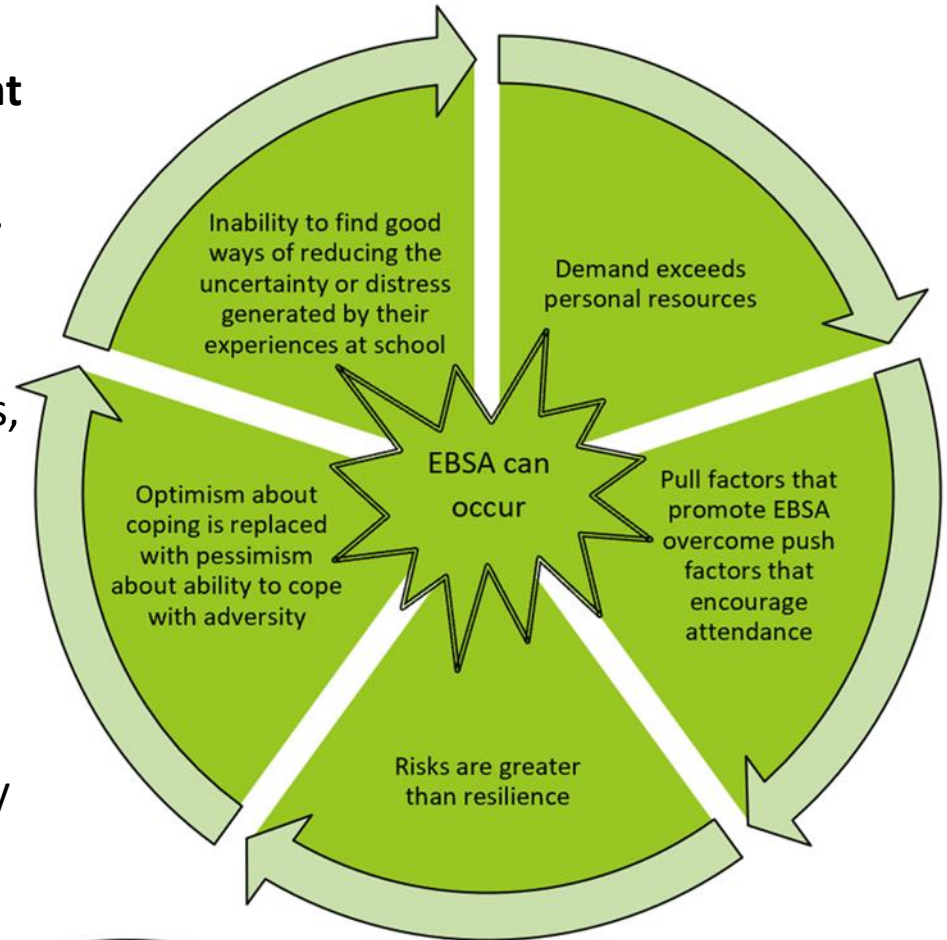 nt
.
s,
y
Inability to find good
ways of reducing the
uncertainty or distress
generated by their
experiences at school
Demand exceeds
personal resources
Pull factors that
promote EBSA
overcome push
factors that
encourage
attendance
Risks are greater
than resilience
Optimism about
coping is replaced
with pessimism
about ability to cope
with adversity
EBSA can
occur